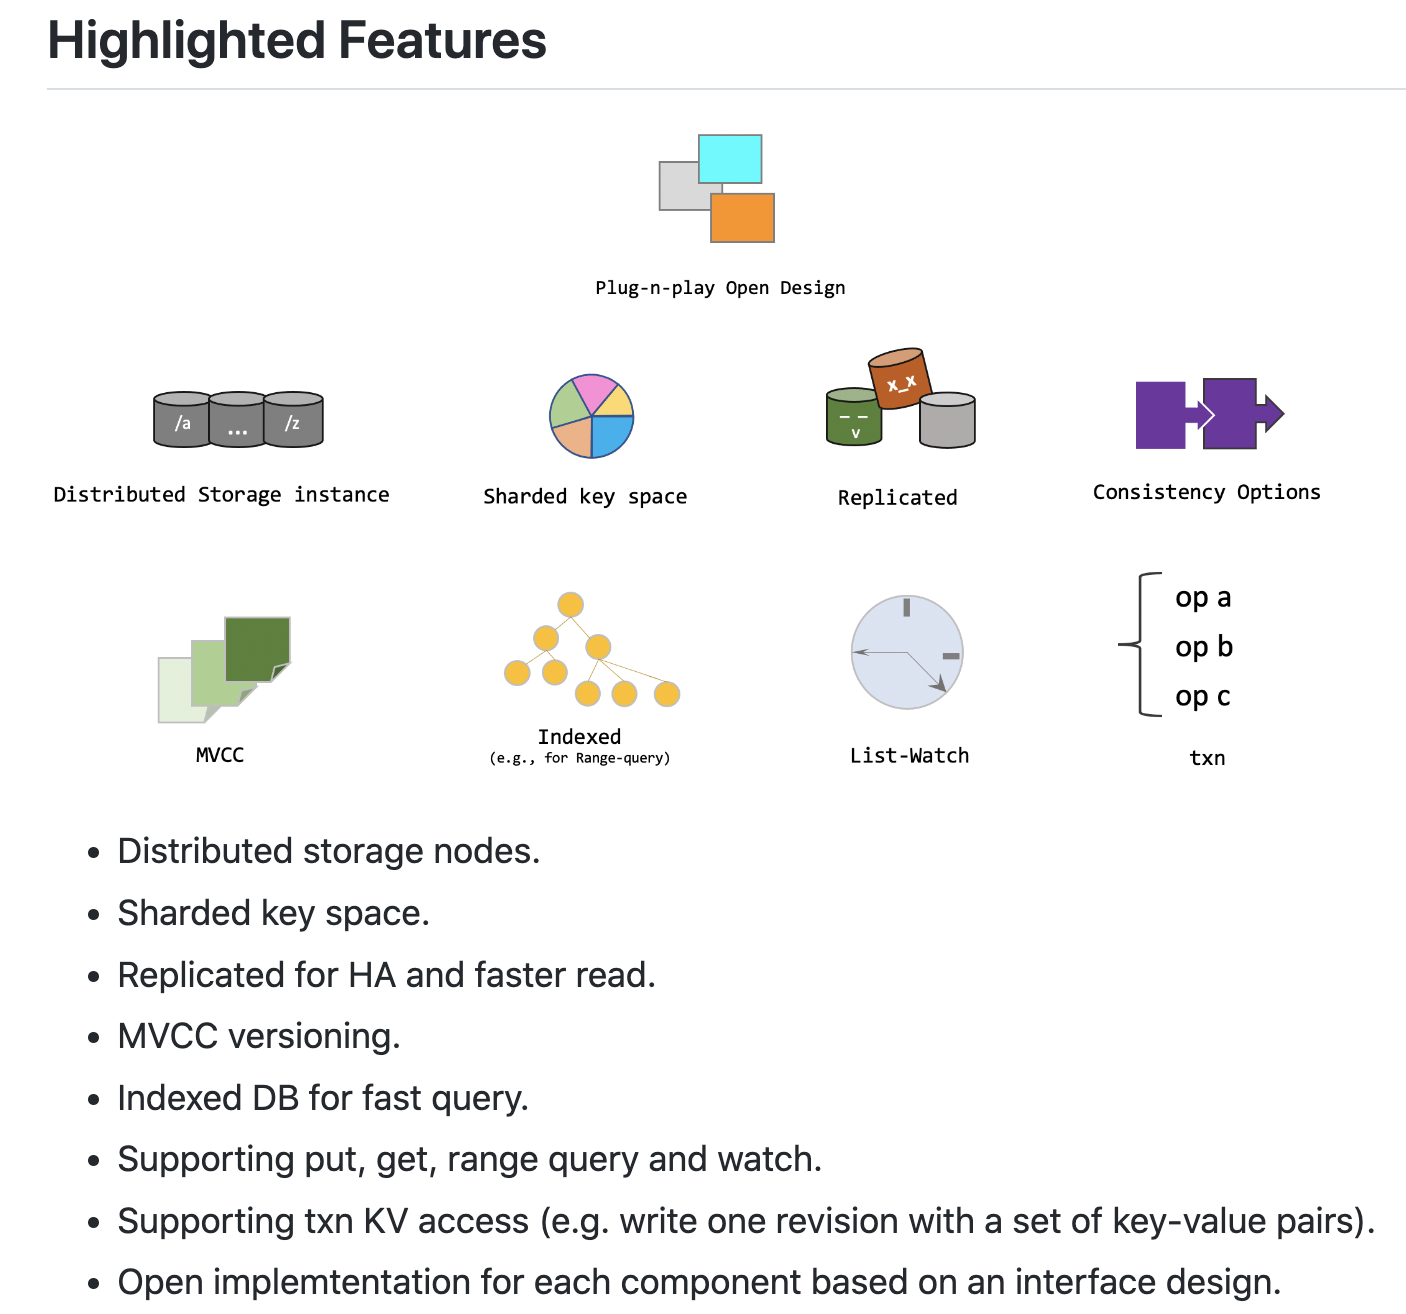 Highlighted Features
Plug-n-play Open Design
/a ... /z
x_x
— —
v
Distributed Storage instance
Sharded key space
Replicated
Consistency Options
op a
op b
op c
MVCC
Indexed
(e.g., for Range-query)
List-Watch
txn
• Distributed storage nodes.
• Sharded key space.
• Replicated for HA and faster read.
• MVCC versioning.
• Indexed DB for fast query.
• Supporting put, get, range query and watch.
• Supporting txn KV access (e.g. write one revision with a set of key-value pairs).
• Open implemtentation for each component based on an interface design.